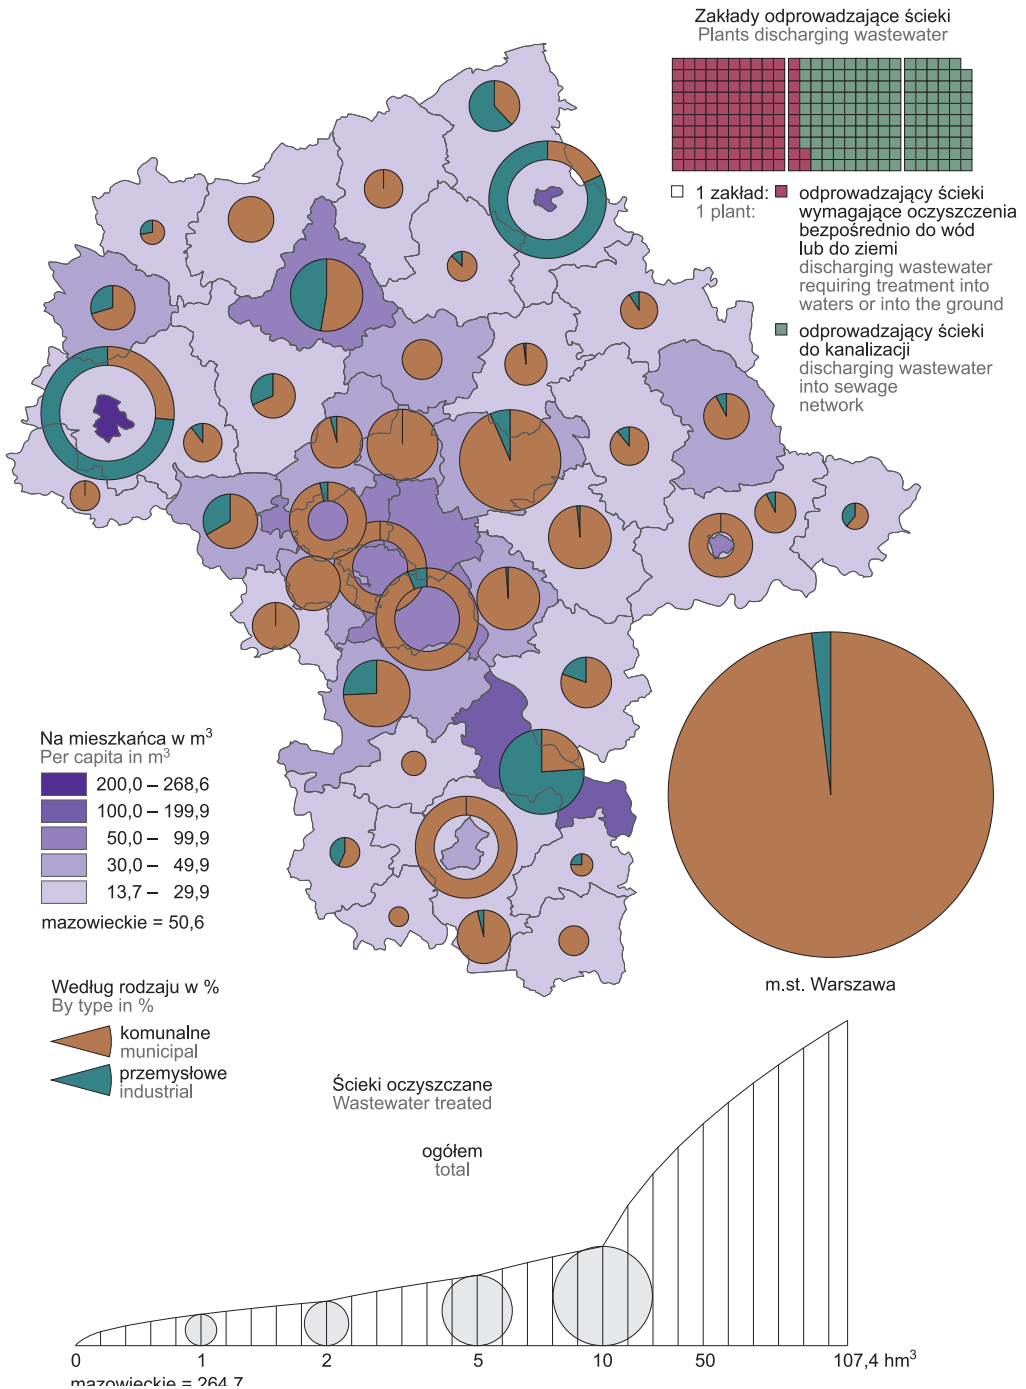 Zakłady odprowadzające ścieki
Plants discharging wastewater
1 zakład:
1 plant:
odprowadzający ścieki
wymagające oczyszczenia
bezpośrednio do wód
lub do ziemi
discharging wastewater
requiring treatment into
waters or into the ground
odprowadzający ścieki
do kanalizacji
discharging wastewater
into sewage
network
Na mieszkańca w m³
Per capita in m³
200,0 – 268,6
100,0 – 199,9
50,0 – 99,9
30,0 – 49,9
13,7 – 29,9
mazowieckie = 50,6
m.st. Warszawa
Według rodzaju w %
By type in %
komunalne
municipal
przemysłowe
industrial
Ścieki oczyszczane
Wastewater treated
ogółem
total
0 1 2 5 10 50 107,4 hm³
mazowieckie = 264,7